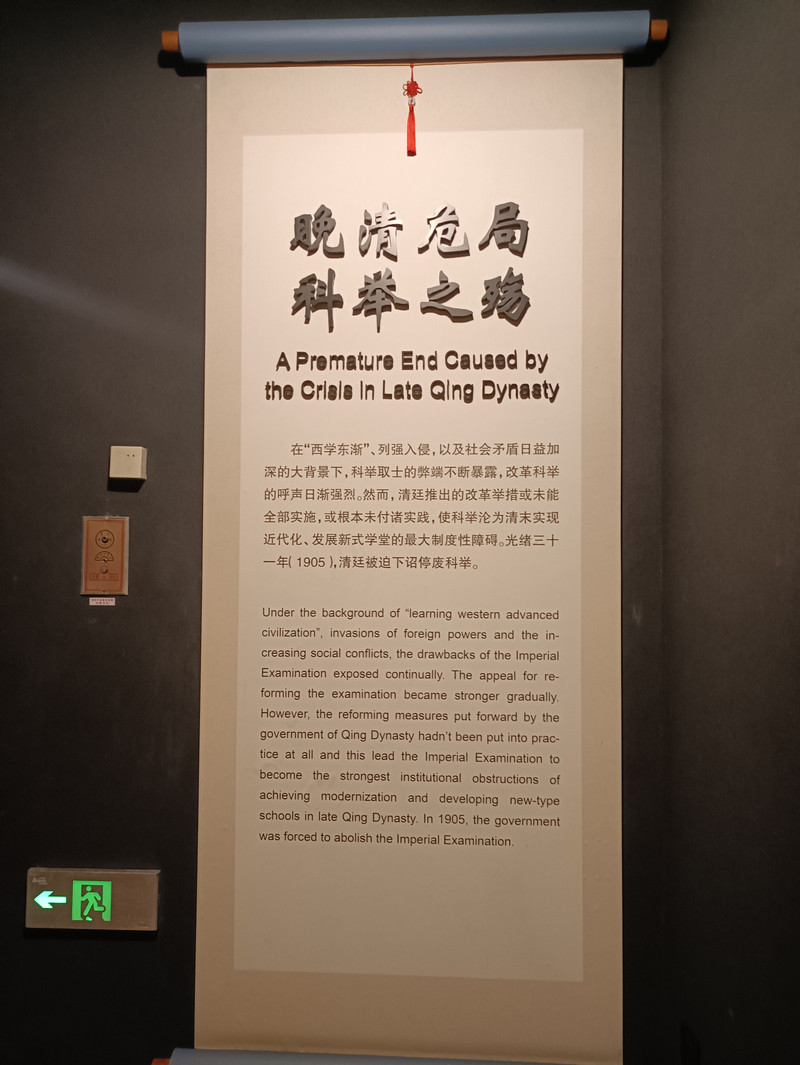 晚清危局
科举之殇
A Premature End Caused by
the Crisis in Late Qing Dynasty
在“西学东渐”、列强入侵，以及社会矛盾日益加
深的大背景下，科举取士的弊端不断暴露，改革科举
的呼声日渐强烈。然而，清廷推出的改革举措或未能
全部实施，或根本未付诸实践，使科举沦为清末实现
近代化、发展新式学堂的最大制度性障碍。光绪三十
一年（1905），清廷被迫下诏停废科举。
Under the background of “learning western advanced
civilization”, invasions of foreign powers and the in-
creasing social conflicts, the drawbacks of the Imperial
Examination exposed continually. The appeal for re-
forming the examination became stronger gradually.
However, the reforming measures put forward by the
government of Qing Dynasty hadn’t been put into prac-
tice at all and this lead the Imperial Examination to
become the strongest institutional obstructions of
achieving modernization and developing new-type
schools in late Qing Dynasty. In 1905, the government
was forced to abolish the Imperial Examination.